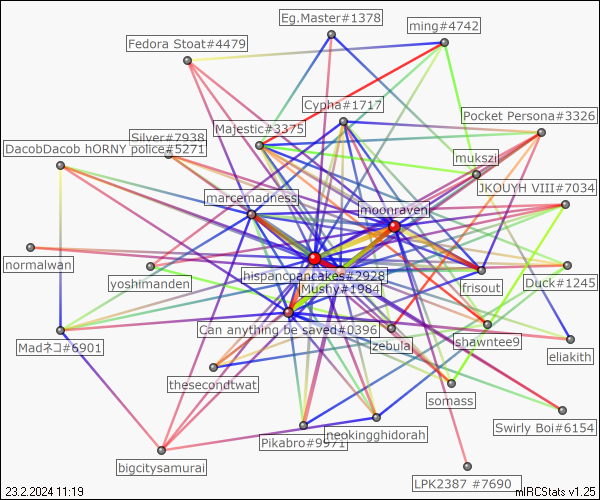 Eg.Master#1378
ming#4742
Fedora Stoat#4479
Cypha#1717
Pocket Persona#3326
Majestic#3375
Silver#7938
DacobDacob hORNY police#5271
mukszi
JKOUYH VIII#7034
marcemadness
moonraven
normalwan
yoshimanden
hispanicpancakes#2928
Mushy#1984
frisout
Duck#1245
Can anything be saved#0396
Madネコ#6901
zebula
shawntee9
eliakith
thesecondtwat
somass
Swirly Boi#6154
Pikabro#9971
neokingghidorah
bigcitysamurai
LPK2387 #7690
23.2.2024 11:19
mIRCStats v1.25